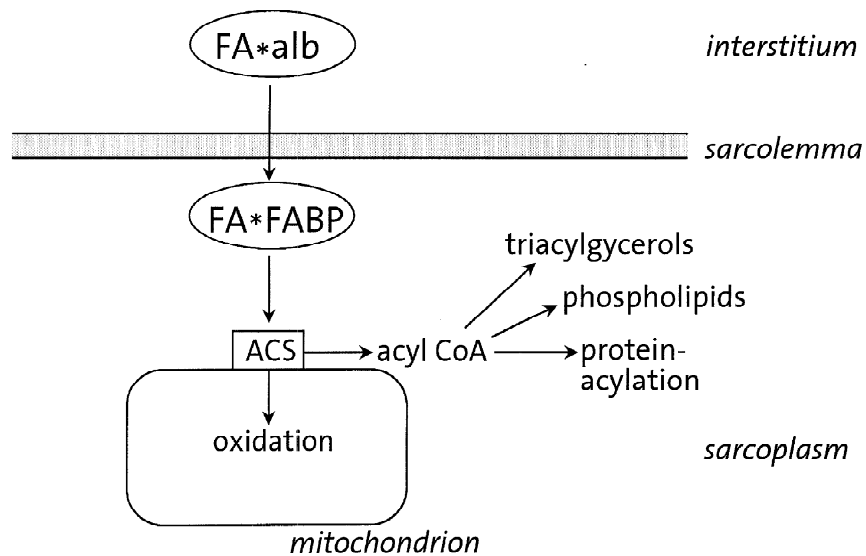 FA*alb
interstitium
sarcolemma
FA*FABP
triacylgycerols
phospholipids
ACS
acyl CoA
protein-
acylation
oxidation
sarcoplasm
mitochondrion